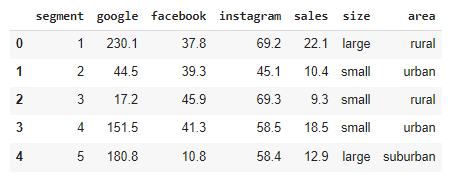 segment google facebook instagram sales size area
0 1 230.1 37.8 69.2 22.1 large rural
1 2 44.5 39.3 45.1 10.4 small urban
2 3 17.2 45.9 69.3 9.3 small rural
3 4 151.5 41.3 58.5 18.5 small urban
4 5 180.8 10.8 58.4 12.9 large suburban